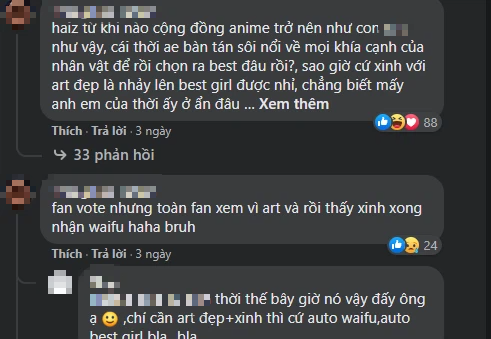 haiz từ khi nào cộng đồng anime trở nên như con
như vậy, cái thời ae bàn tán sôi nổi về mọi khía cạnh của
nhân vật để rồi chọn ra best đâu rồi?, sao giờ cứ xinh với
art đẹp là nhảy lên best girl được nhỉ, chẳng biết mấy
anh em của thời ấy ở ẩn đâu ... Xem thêm
Thích · Trả lời · 3 ngày
88
33 phản hồi
fan vote nhưng toàn fan xem vì art và rồi thấy xinh xong
nhận waifu haha bruh
Thích · Trả lời · 3 ngày
24
thời thế bây giờ nó vậy đấy ông
ạ 🙂 ,chỉ cần art đẹp+xinh thì cứ auto waifu,auto
best girl bla..bla